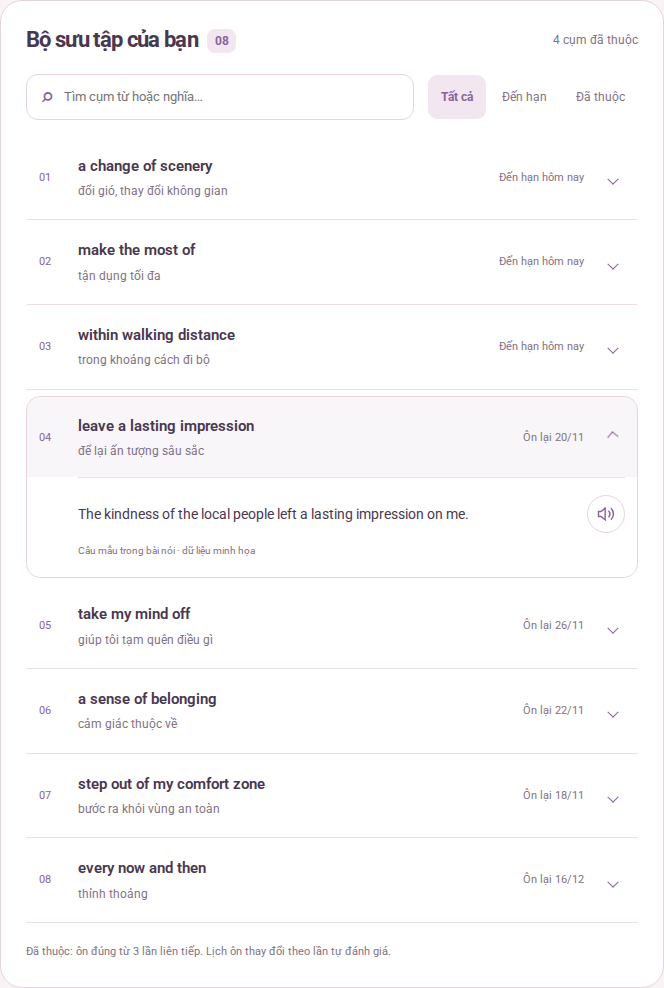 Bộ sưu tập của bạn 08
4 cụm đã thuộc
Tìm cụm từ hoặc nghĩa...
Tất cả
Đến hạn
Đã thuộc
01
a change of scenery
đổi gió, thay đổi không gian
Đến hạn hôm nay
02
make the most of
tận dụng tối đa
Đến hạn hôm nay
03
within walking distance
trong khoảng cách đi bộ
Đến hạn hôm nay
04
leave a lasting impression
để lại ấn tượng sâu sắc
Ôn lại 20/11
The kindness of the local people left a lasting impression on me.
Câu mẫu trong bài nói · dữ liệu minh họa
05
take my mind off
giúp tôi tạm quên điều gì
Ôn lại 26/11
06
a sense of belonging
cảm giác thuộc về
Ôn lại 22/11
07
step out of my comfort zone
bước ra khỏi vùng an toàn
Ôn lại 18/11
08
every now and then
thỉnh thoảng
Ôn lại 16/12
Đã thuộc: ôn đúng từ 3 lần liên tiếp. Lịch ôn thay đổi theo lần tự đánh giá.